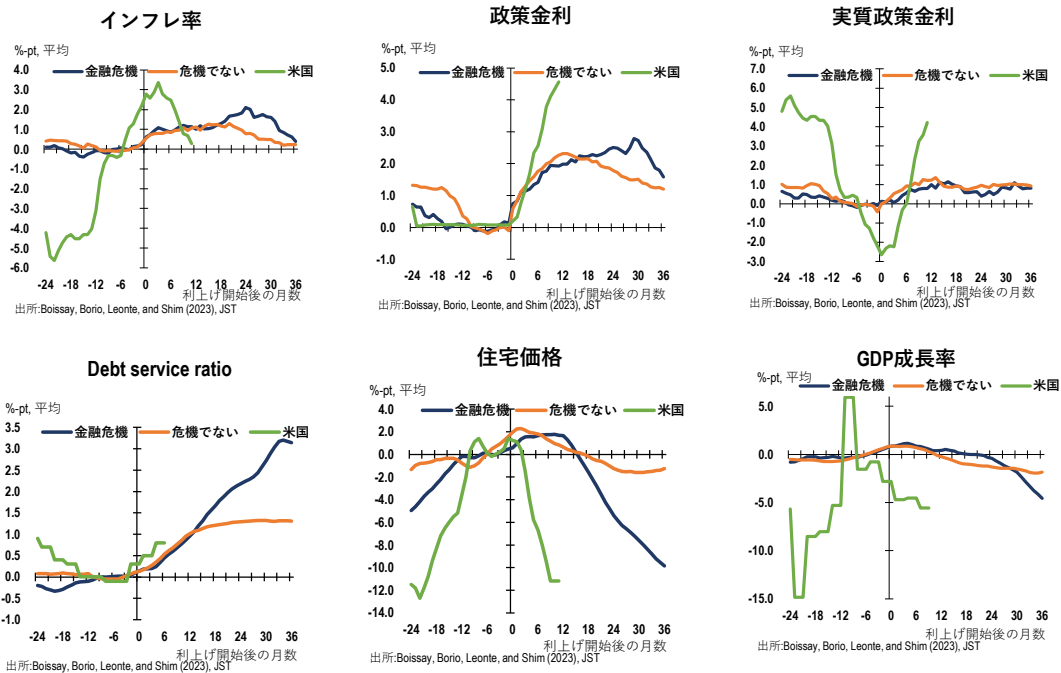 インフレ率
%-pt, 平均
金融危機 危機でない 米国
4.0
3.0
2.0
1.0
0.0
-1.0
-2.0
-3.0
-4.0
-5.0
-6.0
-24 -18 -12 -6 0 6 12 18 24 30 36
利上げ開始後の月数
出所:Boissay, Borio, Leonte, and Shim (2023), JST
政策金利
%-pt, 平均
金融危機 危機でない 米国
5.0
4.0
3.0
2.0
1.0
0.0
-1.0
-24 -18 -12 -6 0 6 12 18 24 30 36
利上げ開始後の月数
出所:Boissay, Borio, Leonte, and Shim (2023), JST
実質政策金利
%-pt, 平均
金融危機 危機でない 米国
7.0
6.0
5.0
4.0
3.0
2.0
1.0
0.0
-1.0
-2.0
-3.0
-24 -18 -12 -6 0 6 12 18 24 30 36
利上げ開始後の月数
出所:Boissay, Borio, Leonte, and Shim (2023), JST
Debt service ratio
%-pt, 平均
金融危機 危機でない 米国
3.5
3.0
2.5
2.0
1.5
1.0
0.5
0.0
-0.5
-1.0
-24 -18 -12 -6 0 6 12 18 24 30 36
利上げ開始後の月数
出所:Boissay, Borio, Leonte, and Shim (2023), JST
住宅価格
%-pt, 平均
金融危機 危機でない 米国
4.0
2.0
0.0
-2.0
-4.0
-6.0
-8.0
-10.0
-12.0
-14.0
-24 -18 -12 -6 0 6 12 18 24 30 36
利上げ開始後の月数
出所:Boissay, Borio, Leonte, and Shim (2023), JST
GDP成長率
%-pt, 平均
金融危機 危機でない 米国
5.0
0.0
-5.0
-10.0
-15.0
-24 -18 -12 -6 0 6 12 18 24 30 36
利上げ開始後の月数
出所:Boissay, Borio, Leonte, and Shim (2023), JST